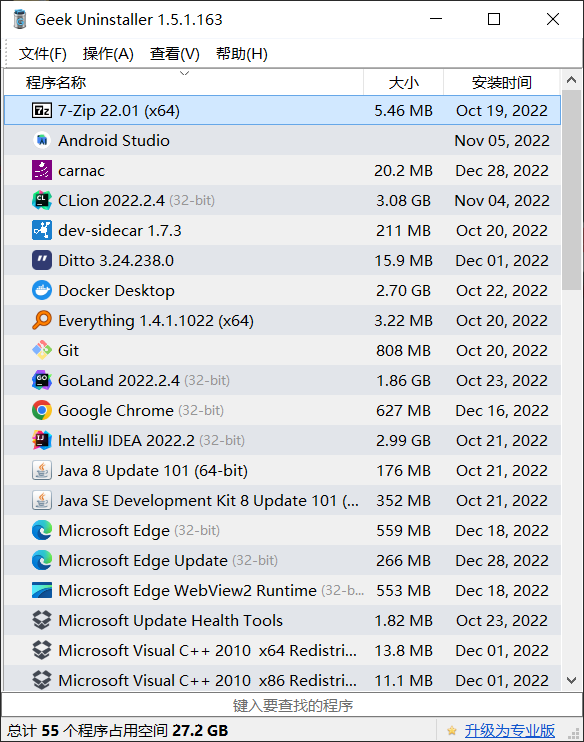 Geek Uninstaller 1.5.1.163
文件(F) 操作(A) 查看(V) 帮助(H)
程序名称 大小 安装时间
7-Zip 22.01 (x64) 5.46 MB Oct 19, 2022
Android Studio Nov 05, 2022
carnac 20.2 MB Dec 28, 2022
CLion 2022.2.4 (32-bit) 3.08 GB Nov 04, 2022
dev-sidecar 1.7.3 211 MB Oct 20, 2022
Ditto 3.24.238.0 15.9 MB Dec 01, 2022
Docker Desktop 2.70 GB Oct 22, 2022
Everything 1.4.1.1022 (x64) 3.22 MB Oct 20, 2022
Git 808 MB Oct 20, 2022
GoLand 2022.2.4 (32-bit) 1.86 GB Oct 23, 2022
Google Chrome (32-bit) 627 MB Dec 16, 2022
IntelliJ IDEA 2022.2 (32-bit) 2.99 GB Oct 21, 2022
Java 8 Update 101 (64-bit) 176 MB Oct 21, 2022
Java SE Development Kit 8 Update 101 (... 352 MB Oct 21, 2022
Microsoft Edge (32-bit) 559 MB Dec 18, 2022
Microsoft Edge Update (32-bit) 266 MB Dec 28, 2022
Microsoft Edge WebView2 Runtime (32-b... 553 MB Dec 18, 2022
Microsoft Update Health Tools 1.82 MB Oct 23, 2022
Microsoft Visual C++ 2010  x64 Redistri... 13.8 MB Dec 01, 2022
Microsoft Visual C++ 2010  x86 Redistri... 11.1 MB Dec 01, 2022
键入要查找的程序
总计 55 个程序占用空间 27.2 GB 升级为专业版